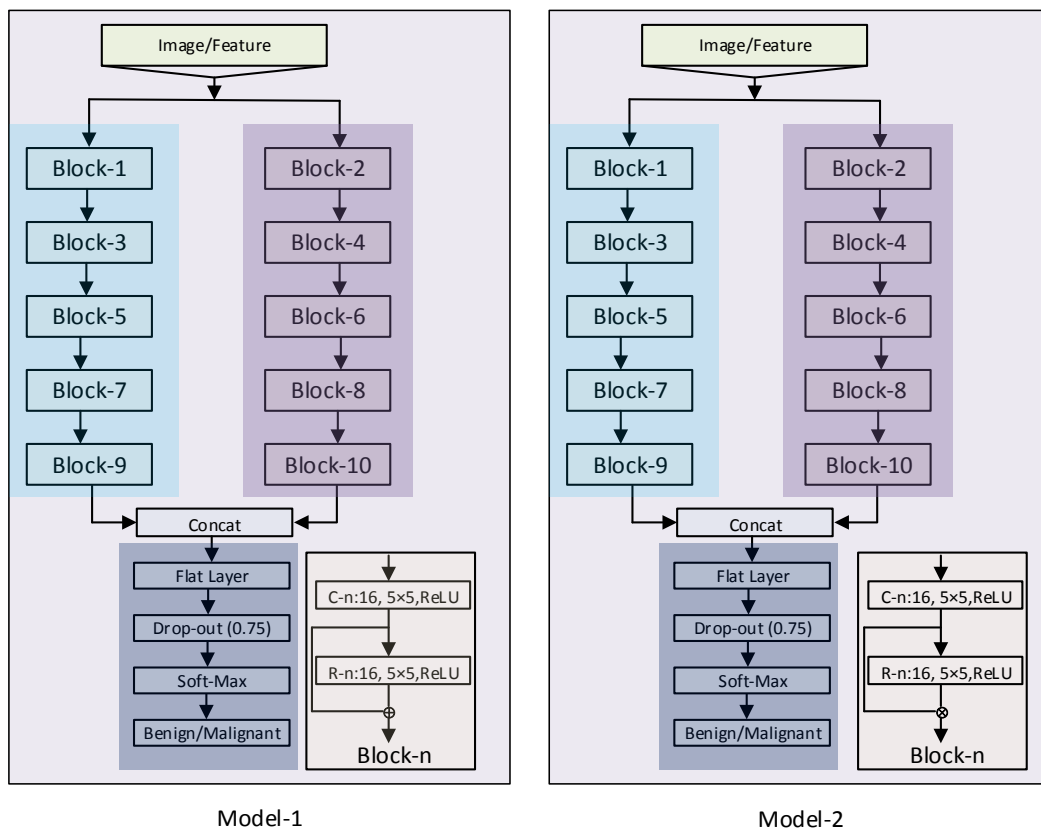 Image/Feature
Block-1
Block-2
Block-3
Block-4
Block-5
Block-6
Block-7
Block-8
Block-9
Block-10
Concat
Flat Layer
Drop-out (0.75)
Soft-Max
Benign/Malignant
C-n:16, 5×5,ReLU
R-n:16, 5×5,ReLU
⊕
Block-n
Model-1
Image/Feature
Block-1
Block-2
Block-3
Block-4
Block-5
Block-6
Block-7
Block-8
Block-9
Block-10
Concat
Flat Layer
Drop-out (0.75)
Soft-Max
Benign/Malignant
C-n:16, 5×5,ReLU
R-n:16, 5×5,ReLU
⊗
Block-n
Model-2